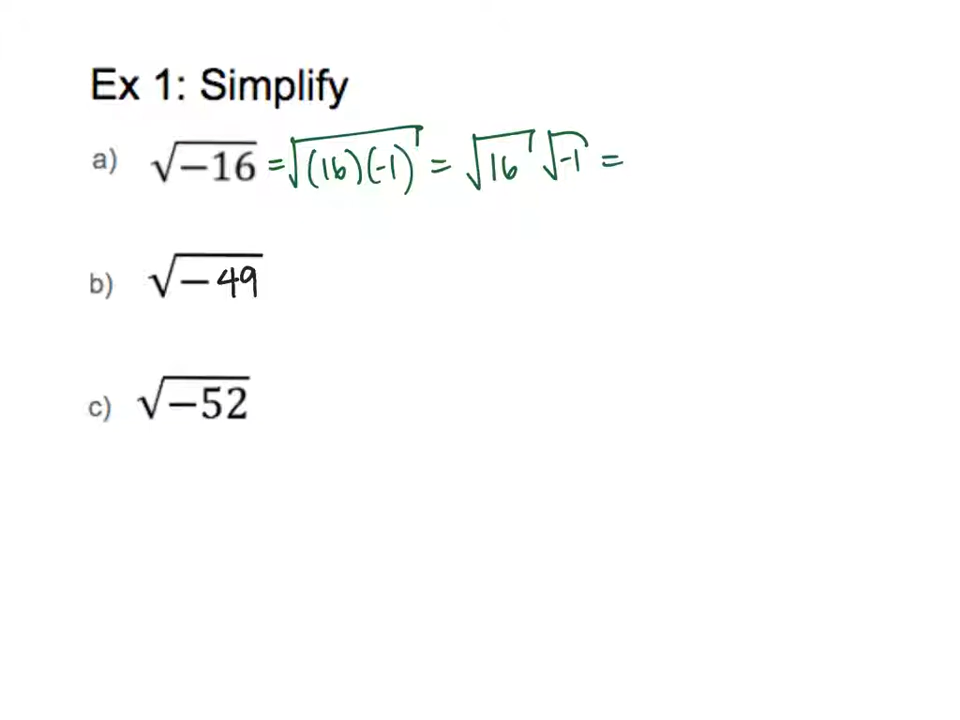 Ex 1: Simplify
a) √−16 = √(16)(-1) = √16 √-1 =
b) √−49
c) √−52